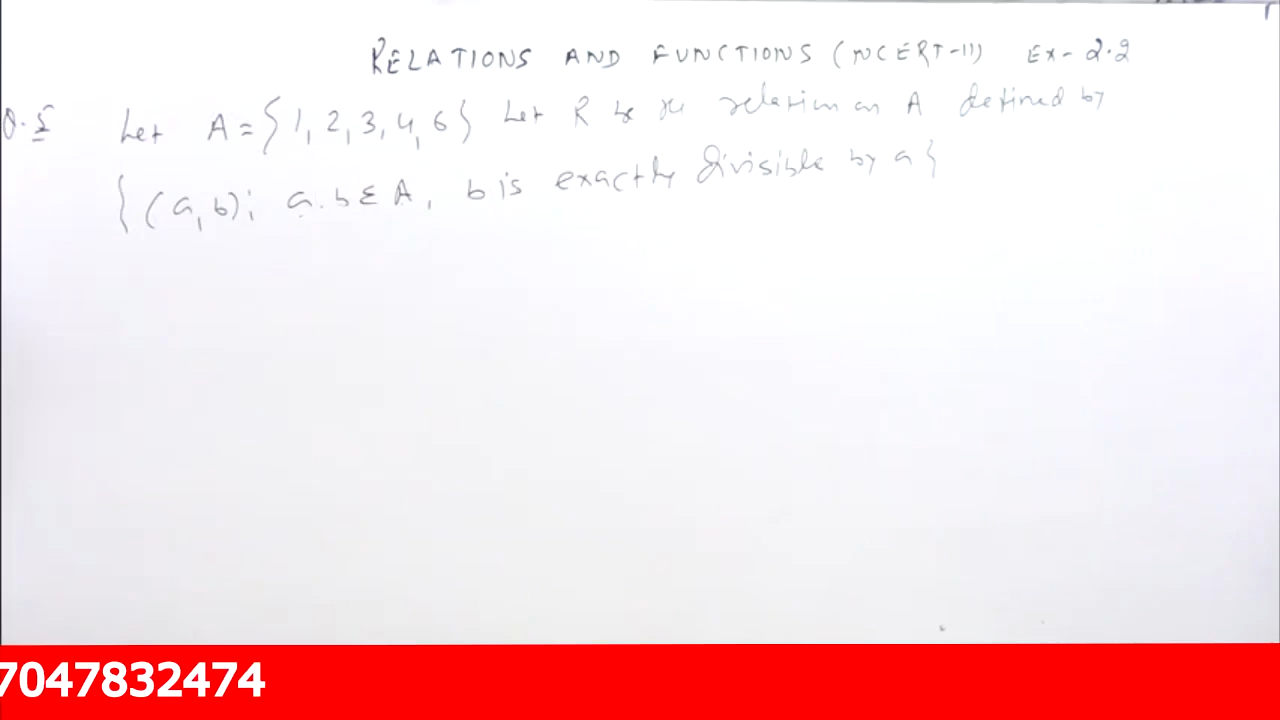 RELATIONS AND FUNCTIONS (NCERT-11) Ex- 2.2
Q.5 Let A = {1, 2, 3, 4, 6} Let R be the relation on A defined by
{(a, b); a.b ∈ A, b is exactly divisible by a}
7047832474